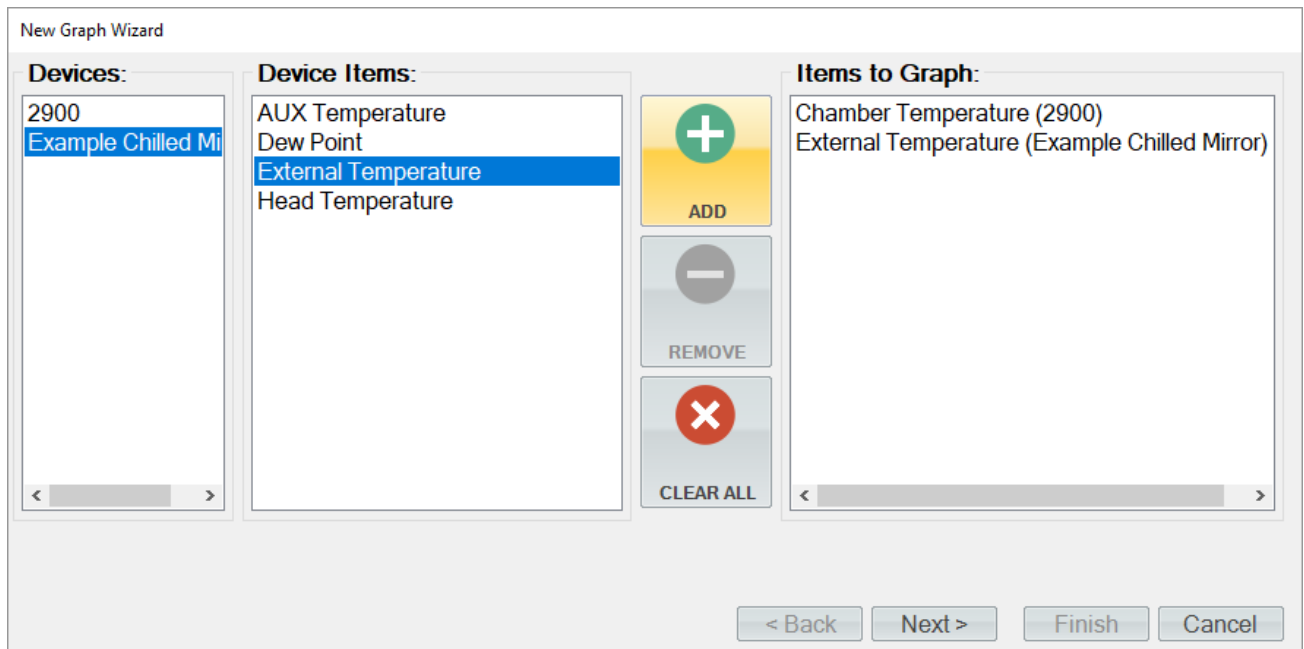 New Graph Wizard
Devices:
2900
Example Chilled Mi
Device Items:
AUX Temperature
Dew Point
External Temperature
Head Temperature
ADD
REMOVE
CLEAR ALL
Items to Graph:
Chamber Temperature (2900)
External Temperature (Example Chilled Mirror)
< Back
Next >
Finish
Cancel